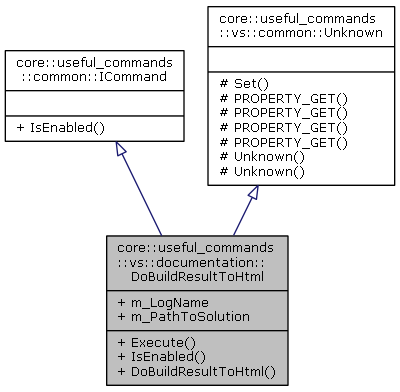 core::useful_commands
::common::ICommand
+ IsEnabled()
core::useful_commands
::vs::common::Unknown
# Set()
# PROPERTY_GET()
# PROPERTY_GET()
# PROPERTY_GET()
# PROPERTY_GET()
# Unknown()
# Unknown()
core::useful_commands
::vs::documentation::
DoBuildResultToHtml
+ m_LogName
+ m_PathToSolution
+ Execute()
+ IsEnabled()
+ DoBuildResultToHtml()